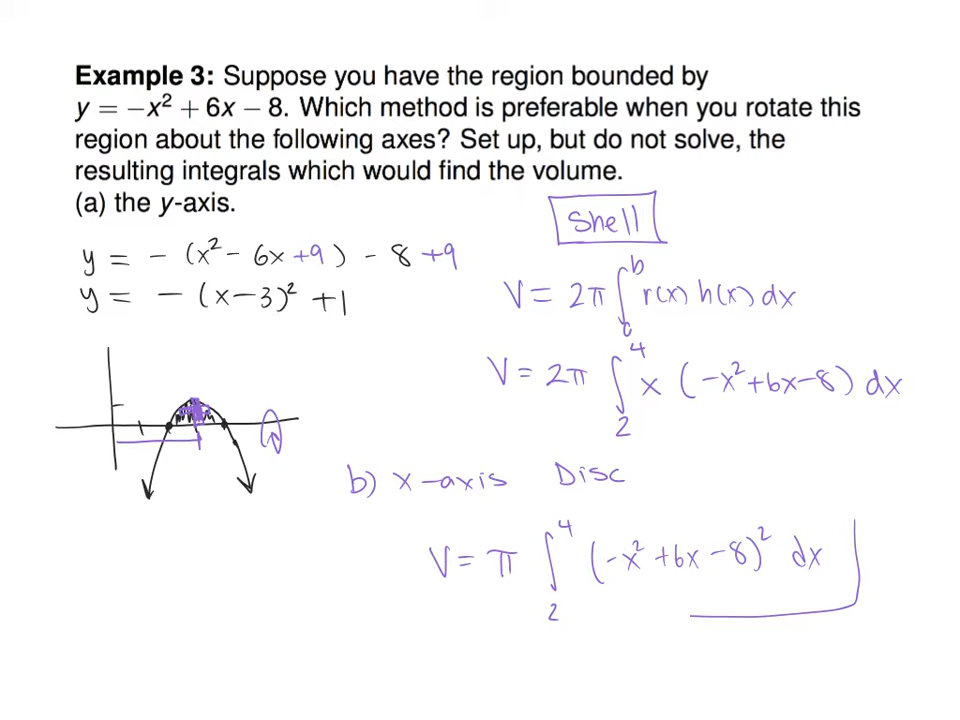 Example 3: Suppose you have the region bounded by
y = −x² + 6x − 8. Which method is preferable when you rotate this
region about the following axes? Set up, but do not solve, the
resulting integrals which would find the volume.
(a) the y-axis.
Shell
y = − (x² − 6x +9) − 8 +9
y = − (x−3)² +1
V = 2π ∫ₐᵇ r(x) h(x) dx
V = 2π ∫₂⁴ x (−x²+6x−8) dx
b) x-axis Disc
V = π ∫₂⁴ (−x²+6x−8)² dx